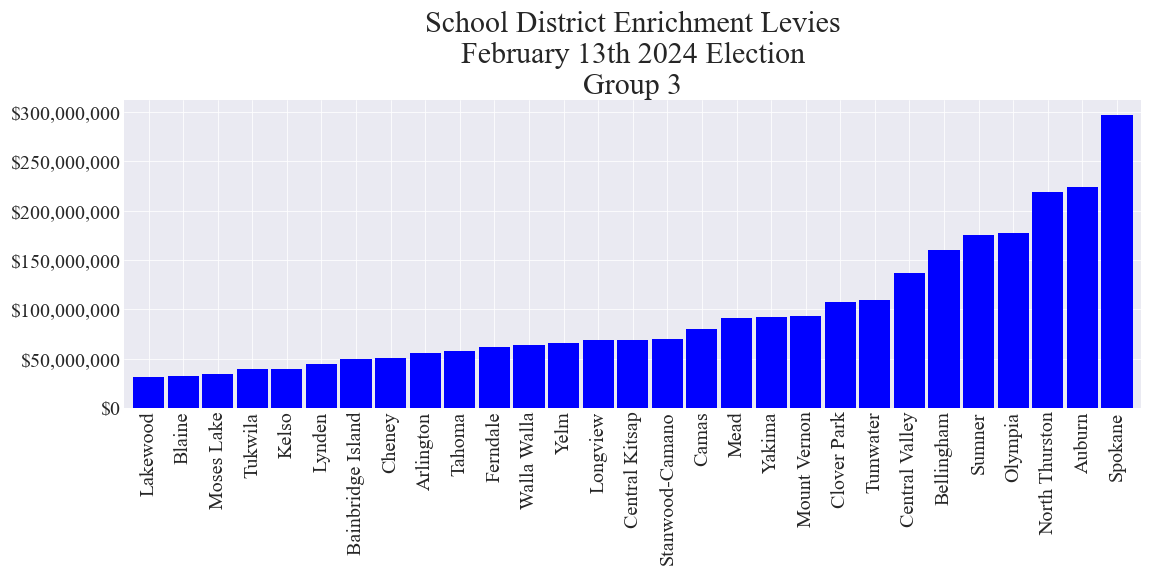 School District Enrichment Levies
February 13th 2024 Election
Group 3
$300,000,000
$250,000,000
$200,000,000
$150,000,000
$100,000,000
$50,000,000
$0
Lakewood
Blaine
Moses Lake
Tukwila
Kelso
Lynden
Bainbridge Island
Cheney
Arlington
Tahoma
Ferndale
Walla Walla
Yelm
Longview
Central Kitsap
Stanwood-Camano
Camas
Mead
Yakima
Mount Vernon
Clover Park
Tumwater
Central Valley
Bellingham
Sumner
Olympia
North Thurston
Auburn
Spokane